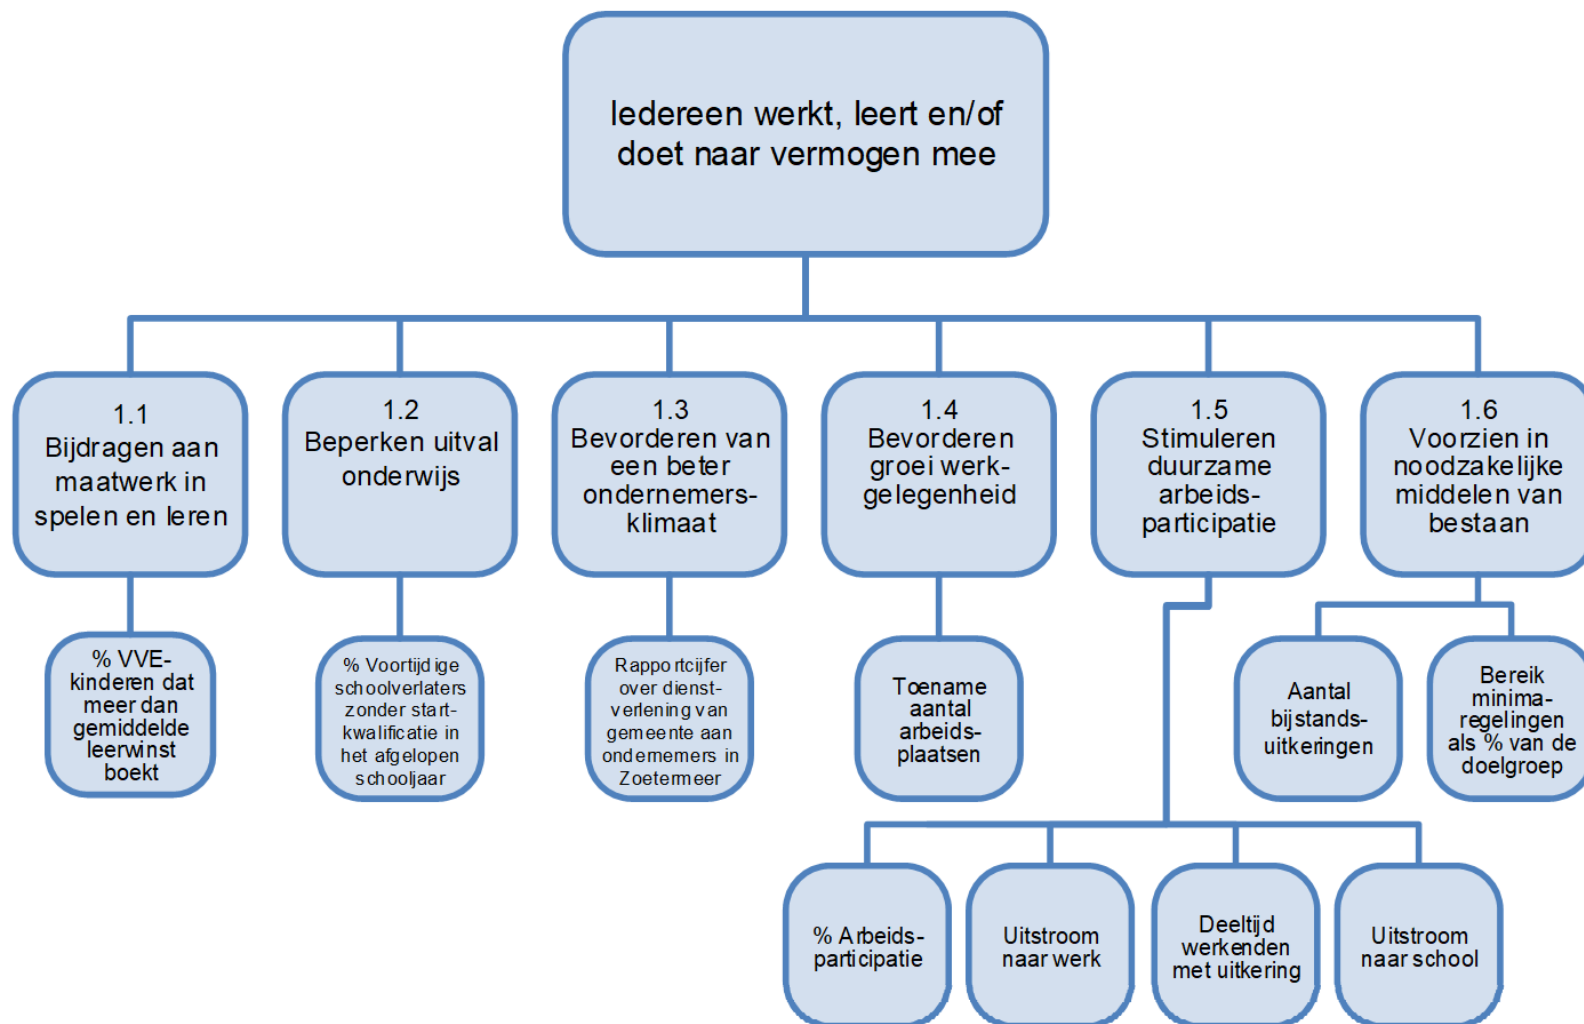 Iedereen werkt, leert en/of
doet naar vermogen mee
1.1
Bijdragen aan
maatwerk in
spelen en leren
1.2
Beperken uitval
onderwijs
1.3
Bevorderen van
een beter
ondernemers-
klimaat
1.4
Bevorderen
groei werk-
gelegenheid
1.5
Stimuleren
duurzame
arbeids-
participatie
1.6
Voorzien in
noodzakelijke
middelen van
bestaan
% VVE-
kinderen dat
meer dan
gemiddelde
leerwinst
boekt
% Voortijdige
schoolverlaters
zonder start-
kwalificatie in
het afgelopen
schooljaar
Rapportcijfer
over dienst-
verlening van
gemeente aan
ondernemers in
Zoetermeer
Toename
aantal
arbeids-
plaatsen
Aantal
bijstands-
uitkeringen
Bereik
minima-
regelingen
als % van de
doelgroep
% Arbeids-
participatie
Uitstroom
naar werk
Deeltijd
werkenden
met uitkering
Uitstroom
naar school